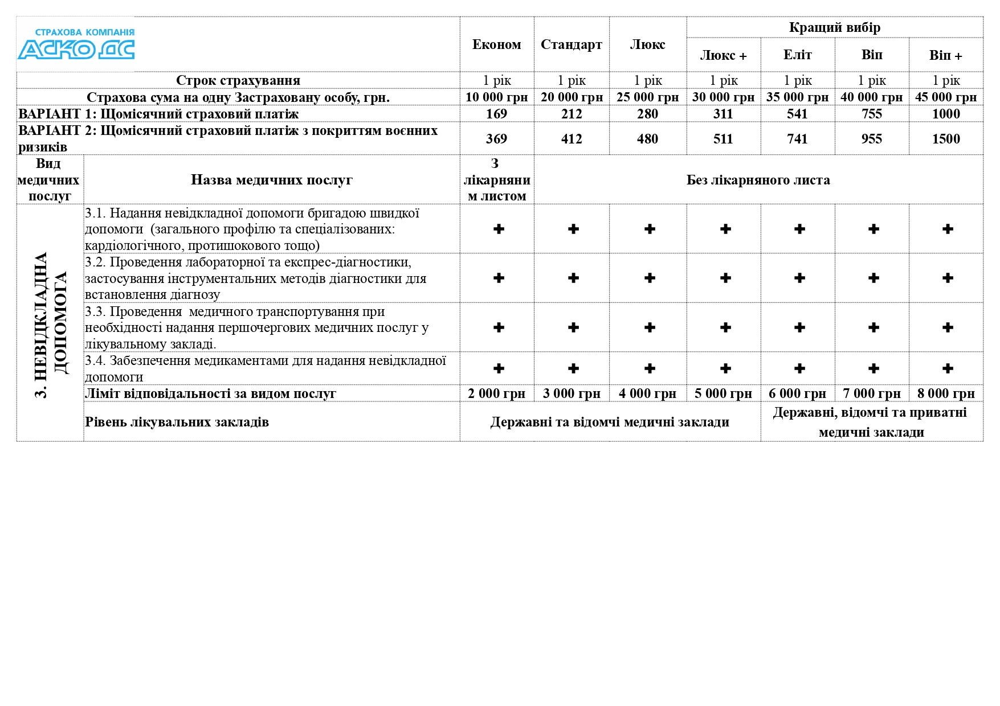 СТРАХОВА КОМПАНІЯ
АСКО ДС
Економ Стандарт Люкс Кращий вибір
Люкс + Еліт Віп Віп +
Строк страхування 1 рік 1 рік 1 рік 1 рік 1 рік 1 рік 1 рік
Страхова сума на одну Застраховану особу, грн. 10 000 грн 20 000 грн 25 000 грн 30 000 грн 35 000 грн 40 000 грн 45 000 грн
ВАРІАНТ 1: Щомісячний страховий платіж 169 212 280 311 541 755 1000
ВАРІАНТ 2: Щомісячний страховий платіж з покриттям воєнних
ризиків
369 412 480 511 741 955 1500
Вид
медичних
послуг
Назва медичних послуг
З
лікарняни
м листом
Без лікарняного листа
3. НЕВІДКЛАДНА
ДОПОМОГА
3.1. Надання невідкладної допомоги бригадою швидкої
допомоги (загального профілю та спеціалізованих:
кардіологічного, протишокового тощо)
✚ ✚ ✚ ✚ ✚ ✚ ✚
3.2. Проведення лабораторної та експрес-діагностики,
застосування інструментальних методів діагностики для
встановлення діагнозу
✚ ✚ ✚ ✚ ✚ ✚ ✚
3.3. Проведення медичного транспортування при
необхідності надання першочергових медичних послуг у
лікувальному закладі.
✚ ✚ ✚ ✚ ✚ ✚ ✚
3.4. Забезпечення медикаментами для надання невідкладної
допомоги
✚ ✚ ✚ ✚ ✚ ✚ ✚
Ліміт відповідальності за видом послуг 2 000 грн 3 000 грн 4 000 грн 5 000 грн 6 000 грн 7 000 грн 8 000 грн
Рівень лікувальних закладів
Державні та відомчі медичні заклади
Державні, відомчі та приватні
медичні заклади